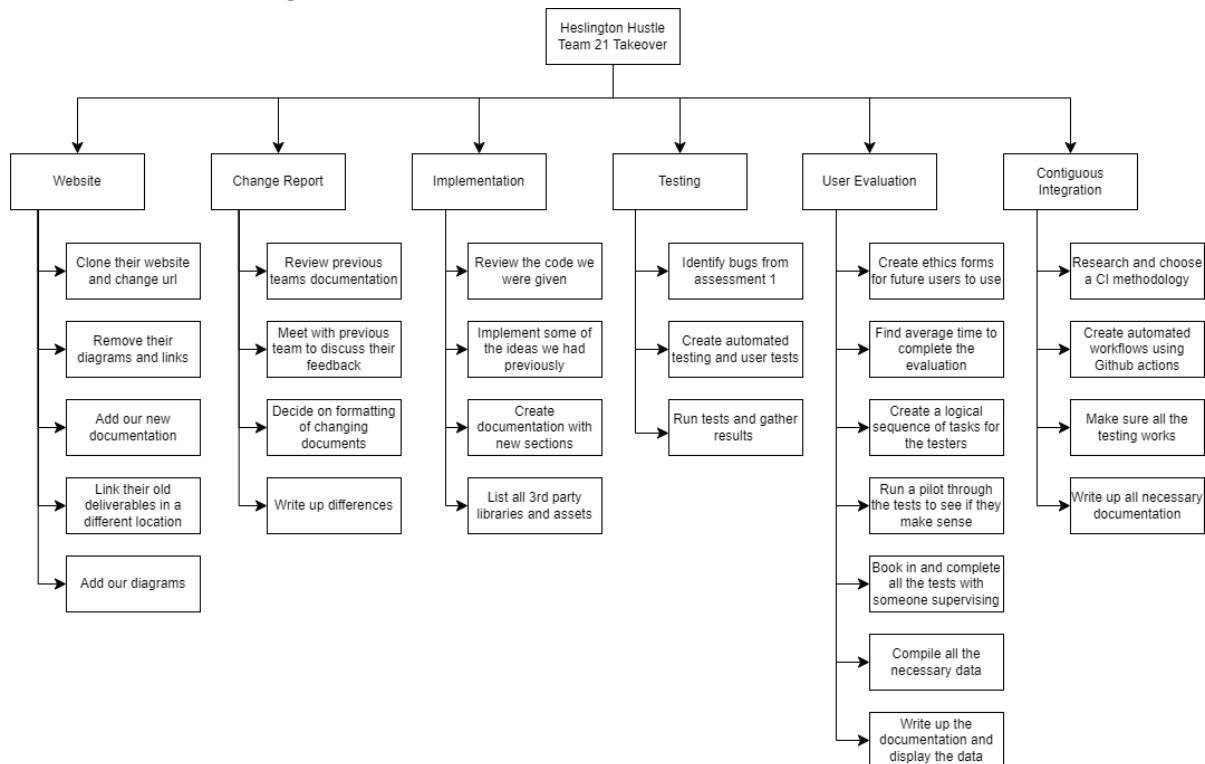 Heslington Hustle
Team 21 Takeover
Website
Change Report
Implementation
Testing
User Evaluation
Contiguous
Integration
Clone their website
and change url
Remove their
diagrams and links
Add our new
documentation
Link their old
deliverables in a
different location
Add our diagrams
Review previous
teams documentation
Meet with previous
team to discuss their
feedback
Decide on formatting
of changing
documents
Write up differences
Review the code we
were given
Implement some of
the ideas we had
previously
Create
documentation with
new sections
List all 3rd party
libraries and assets
Identify bugs from
assessment 1
Create automated
testing and user tests
Run tests and gather
results
Create ethics forms
for future users to use
Find average time to
complete the
evaluation
Create a logical
sequence of tasks for
the testers
Run a pilot through
the tests to see if they
make sense
Book in and complete
all the tests with
someone supervising
Compile all the
necessary data
Write up the
documentation and
display the data
Research and choose
a CI methodology
Create automated
workflows using
Github actions
Make sure all the
testing works
Write up all necessary
documentation